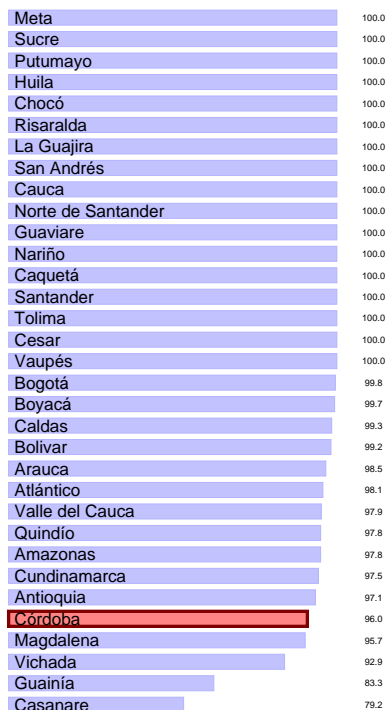 Meta 100.0
Sucre 100.0
Putumayo 100.0
Huila 100.0
Chocó 100.0
Risaralda 100.0
La Guajira 100.0
San Andrés 100.0
Cauca 100.0
Norte de Santander 100.0
Guaviare 100.0
Nariño 100.0
Caquetá 100.0
Santander 100.0
Tolima 100.0
Cesar 100.0
Vaupés 100.0
Bogotá 99.8
Boyacá 99.7
Caldas 99.3
Bolivar 99.2
Arauca 98.5
Atlántico 98.1
Valle del Cauca 97.9
Quindío 97.8
Amazonas 97.8
Cundinamarca 97.5
Antioquia 97.1
Córdoba 96.0
Magdalena 95.7
Vichada 92.9
Guainía 83.3
Casanare 79.2